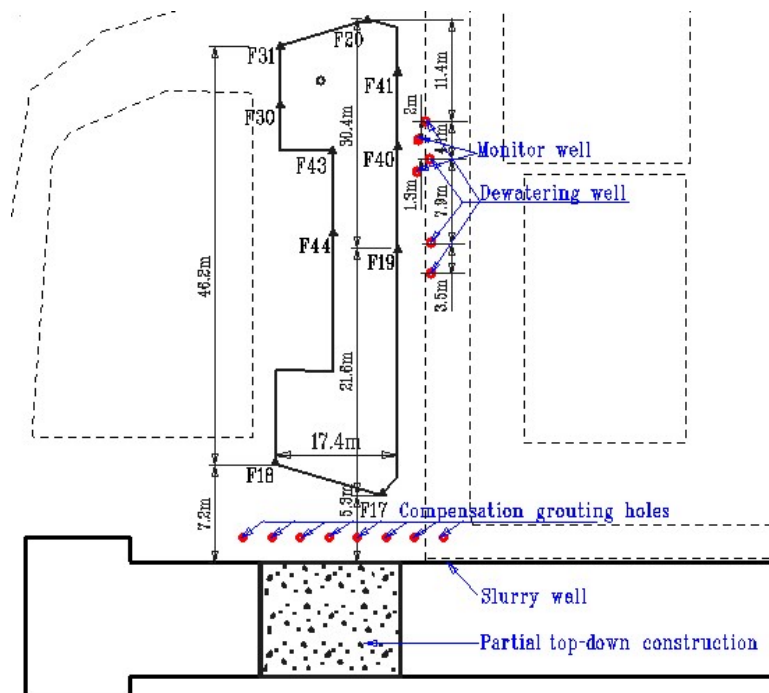 F20
F31
F41
11.4m
2m
F30
30.4m
F43
F40
4.1m
Monitor well
1.3m
7.9m
Dewatering well
F44
F19
46.2m
3.5m
21.6m
17.4m
F18
F17
7.2m
5.3m
Compensation grouting holes
Slurry wall
Partial top-down construction